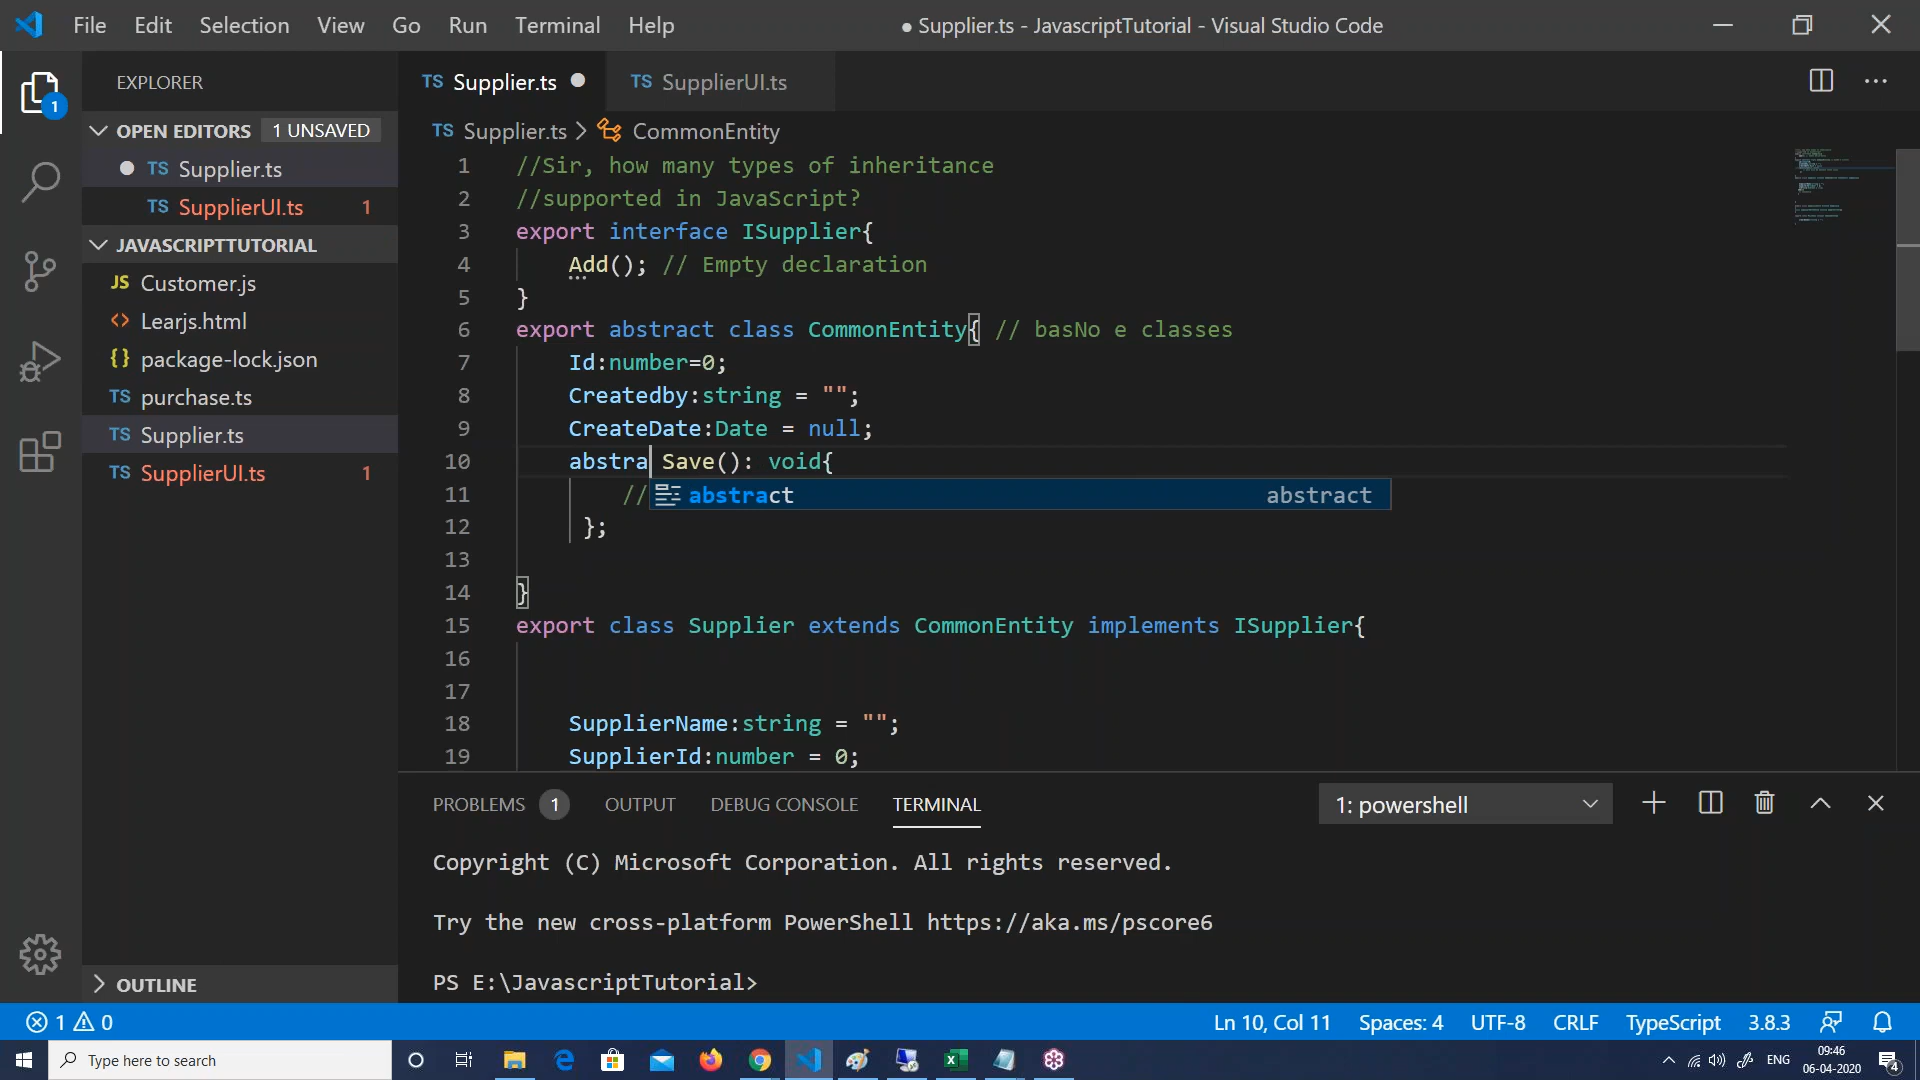 File Edit Selection View Go Run Terminal Help
● Supplier.ts - JavascriptTutorial - Visual Studio Code
EXPLORER
OPEN EDITORS 1 UNSAVED
TS Supplier.ts
TS SupplierUI.ts 1
JAVASCRIPTTUTORIAL
JS Customer.js
<> Learjs.html
{} package-lock.json
TS purchase.ts
TS Supplier.ts
TS SupplierUI.ts 1
OUTLINE
1
TS Supplier.ts ●
TS SupplierUI.ts
TS Supplier.ts > CommonEntity
1 //Sir, how many types of inheritance
2 //supported in JavaScript?
3 export interface ISupplier{
4 Add(); // Empty declaration
5 }
6 export abstract class CommonEntity{ // basNo e classes
7 Id:number=0;
8 Createdby:string = "";
9 CreateDate:Date = null;
10 abstra Save(): void{
11 //
abstract abstract
12 };
13
14 }
15 export class Supplier extends CommonEntity implements ISupplier{
16
17
18 SupplierName:string = "";
19 SupplierId:number = 0;
PROBLEMS 1 OUTPUT DEBUG CONSOLE TERMINAL
1: powershell
Copyright (C) Microsoft Corporation. All rights reserved.
Try the new cross-platform PowerShell https://aka.ms/pscore6
PS E:\JavascriptTutorial>
1 0
Ln 10, Col 11 Spaces: 4 UTF-8 CRLF TypeScript 3.8.3
Type here to search
ENG
09:46
06-04-2020
4